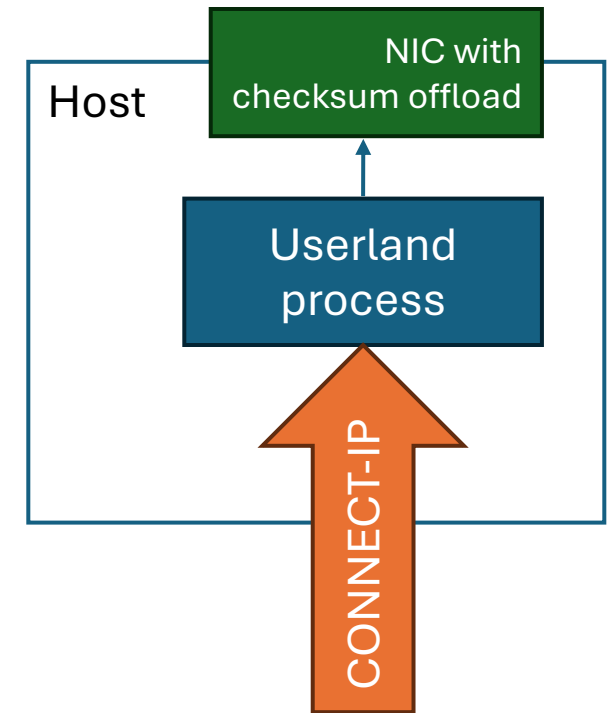 NIC with
checksum offload
Host
Userland
process
CONNECT-IP